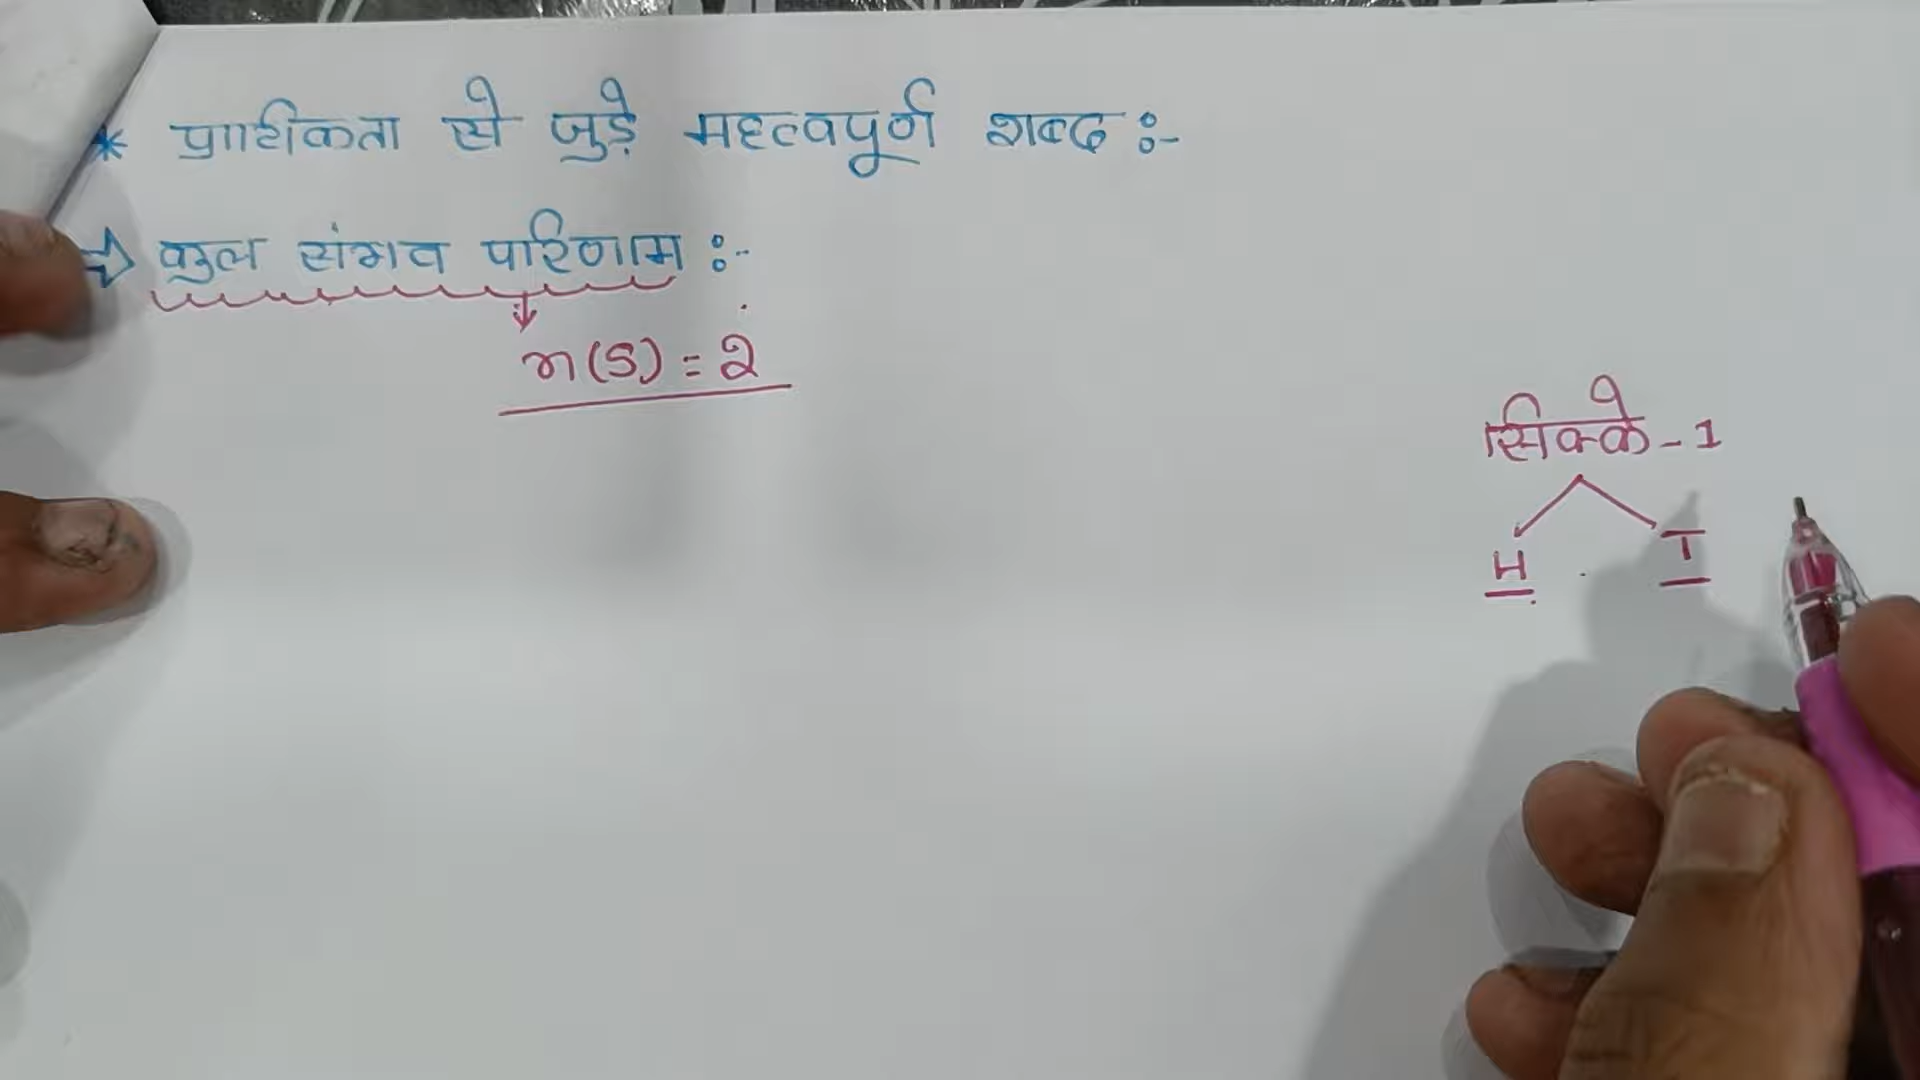 * प्रायिकता से जुड़े महत्वपूर्ण शब्द :-
⇒ कुल संभव परिणाम :-
n(S) = 2
सिक्के - 1
H T